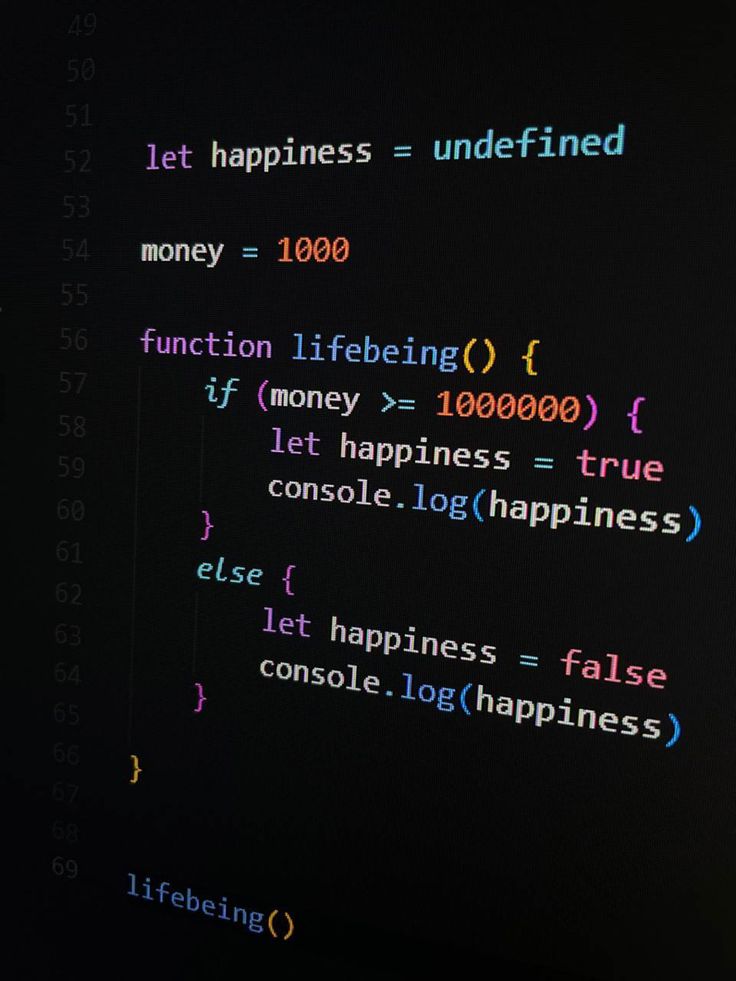 49
50
51
52 let happiness = undefined
53
54 money = 1000
55
56 function lifebeing() {
57 if (money >= 1000000) {
58 let happiness = true
59 console.log(happiness)
60 }
61 else {
62 let happiness = false
63 console.log(happiness)
64 }
65
66 }
67
68
69 lifebeing()